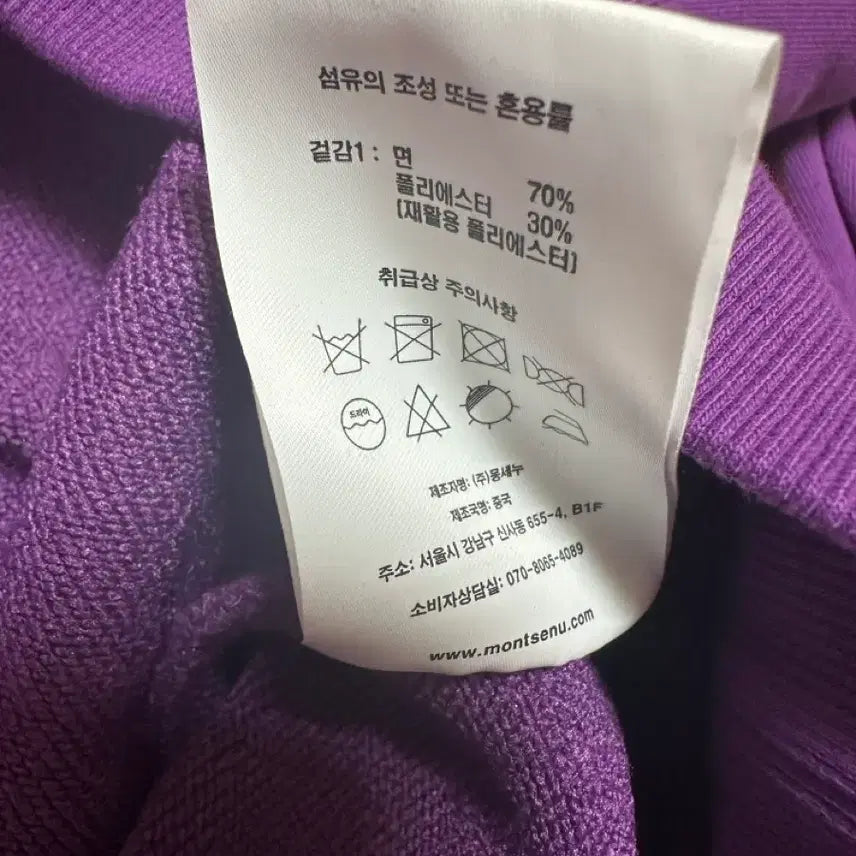 섬유의 조성 또는 혼용률
겉감1 : 면 70%
폴리에스터 30%
(재활용 폴리에스터)
취급상 주의사항
드라이
제조자명: (주)몽세누
제조국명: 중국
주소: 서울시 강남구 신사동 655-4, B1F
소비자상담실: 070-8065-4089
www.montsenu.com